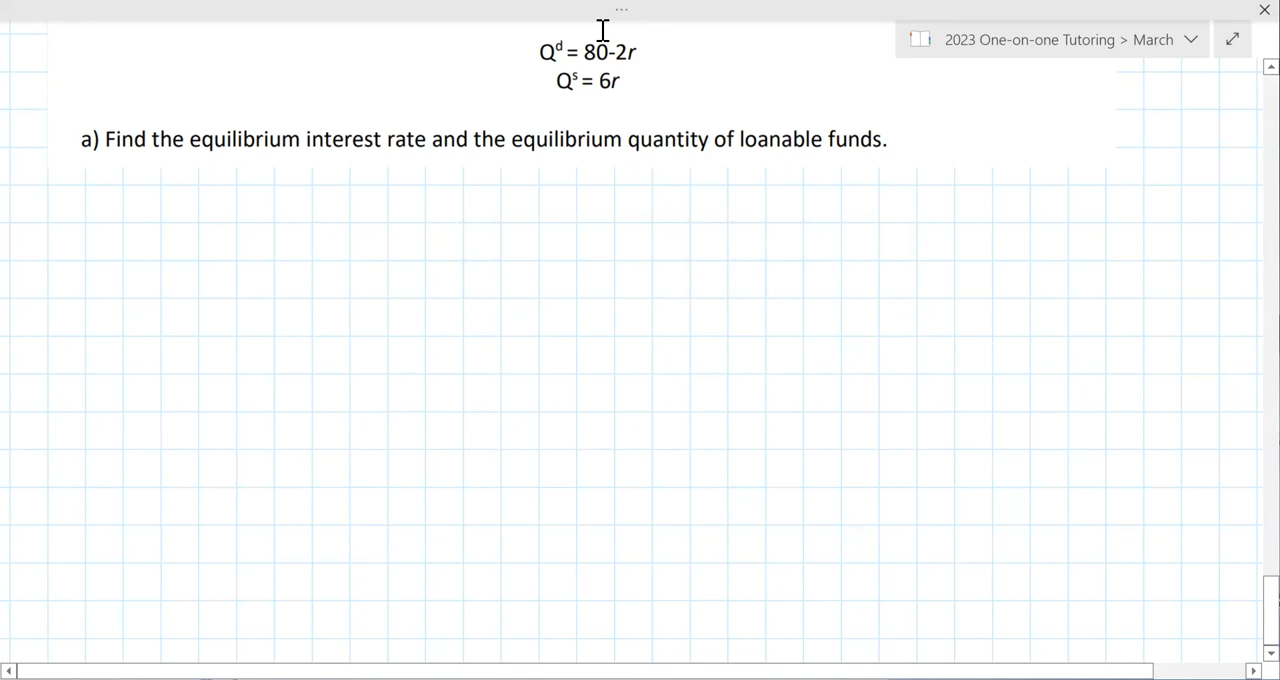 ...
2023 One-on-one Tutoring > March
Qᵈ = 80-2r
Qˢ = 6r
a) Find the equilibrium interest rate and the equilibrium quantity of loanable funds.